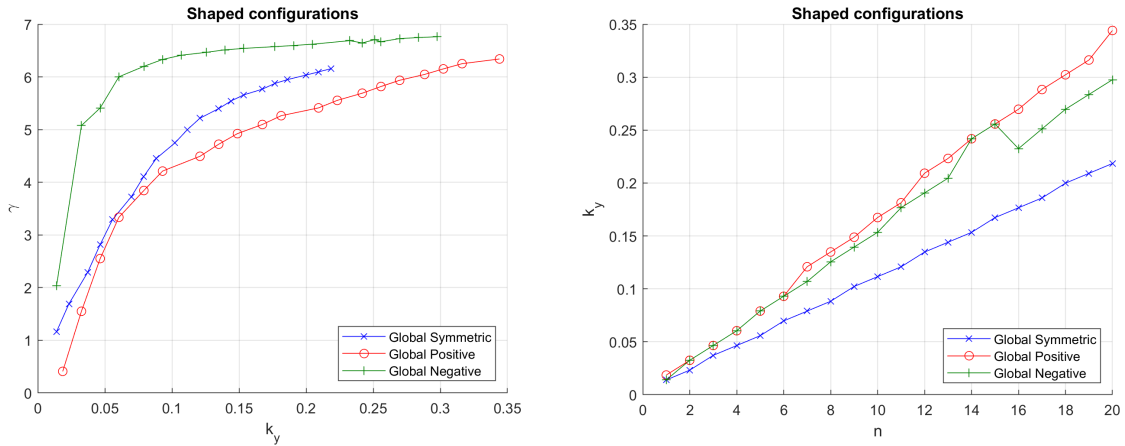 Shaped configurations
γ
7
6
5
4
3
2
1
0
0 0.05 0.1 0.15 0.2 0.25 0.3 0.35
k_y
Global Symmetric
Global Positive
Global Negative
Shaped configurations
k_y
0.35
0.3
0.25
0.2
0.15
0.1
0.05
0
0 2 4 6 8 10 12 14 16 18 20
n
Global Symmetric
Global Positive
Global Negative